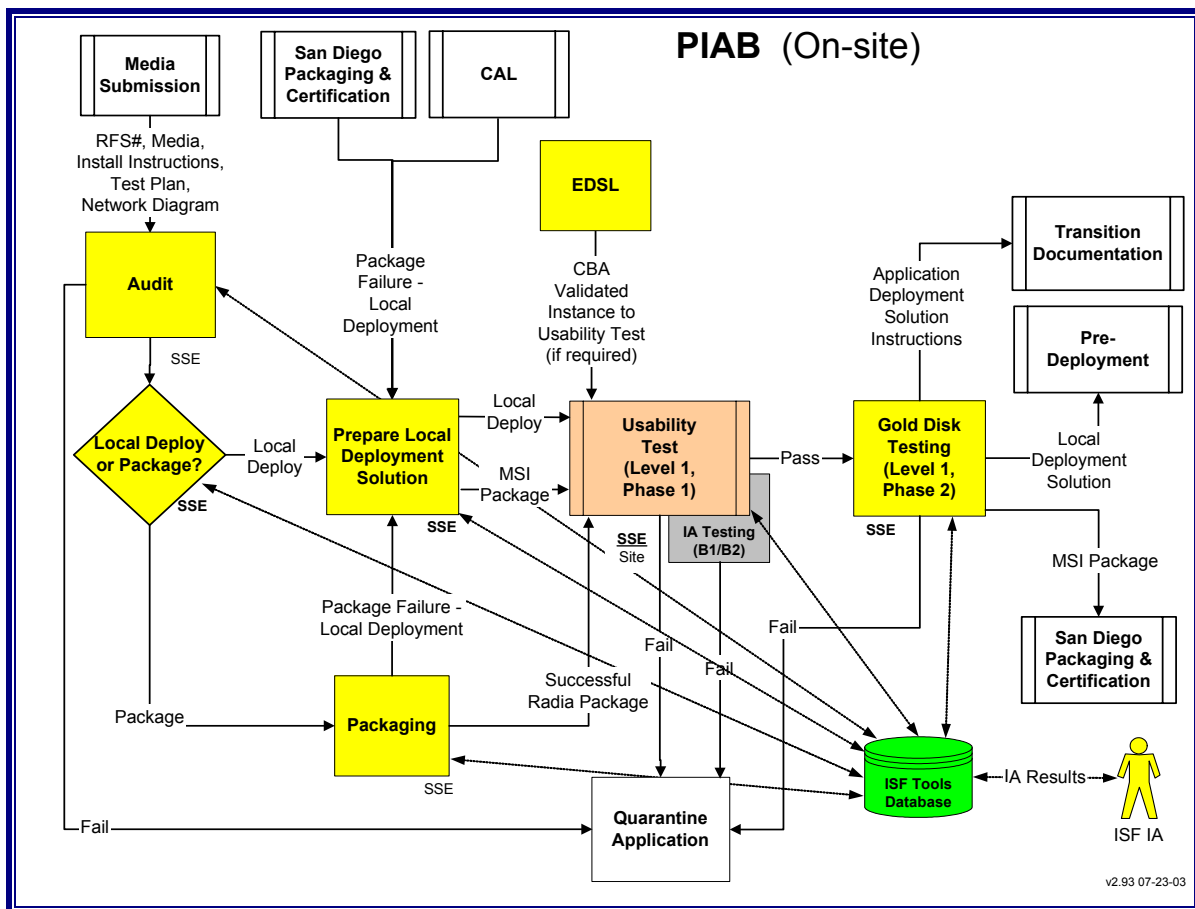 PIAB (On-site)
Media
Submission
San Diego
Packaging &
Certification
CAL
RFS#, Media,
Install Instructions,
Test Plan,
Network Diagram
EDSL
Transition
Documentation
Audit
Package
Failure -
Local
Deployment
CBA
Validated
Instance to
Usability Test
(if required)
Application
Deployment
Solution
Instructions
Pre-
Deployment
SSE
Local Deploy
or Package?
SSE
Local
Deploy
Prepare Local
Deployment
Solution
SSE
Local
Deploy
MSI
Package
Usability
Test
(Level 1,
Phase 1)
SSE
Site
IA Testing
(B1/B2)
Pass
Gold Disk
Testing
(Level 1,
Phase 2)
SSE
Local
Deployment
Solution
MSI Package
Package Failure -
Local Deployment
Fail
Fail
Fail
San Diego
Packaging &
Certification
Package
Packaging
SSE
Successful
Radia Package
ISF Tools
Database
IA Results
ISF IA
Fail
Quarantine
Application
v2.93 07-23-03